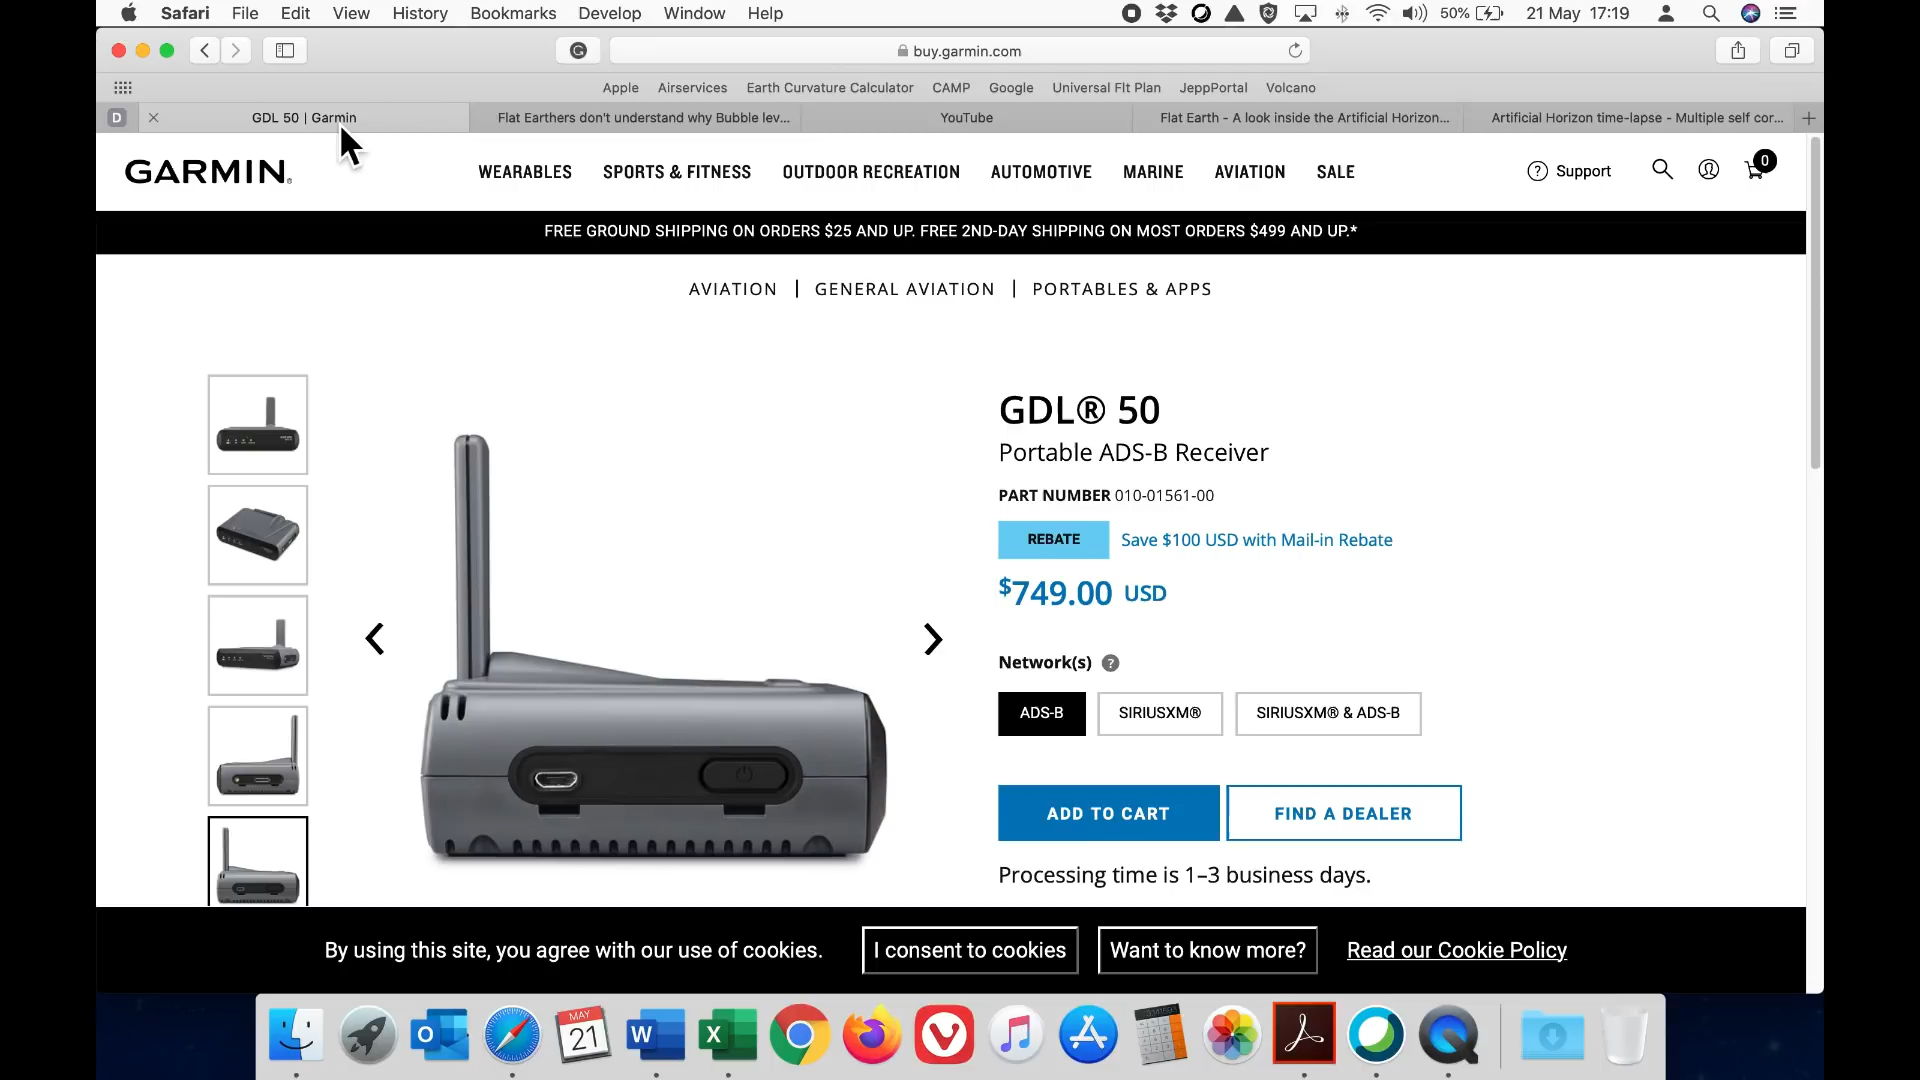 Safari File Edit View History Bookmarks Develop Window Help 50% 21 May 17:19
buy.garmin.com
Apple Airservices Earth Curvature Calculator CAMP Google Universal Flt Plan JeppPortal Volcano
D GDL 50 | Garmin Flat Earthers don't understand why Bubble lev... YouTube Flat Earth - A look inside the Artificial Horizon... Artificial Horizon time-lapse - Multiple self cor...
GARMIN. WEARABLES SPORTS & FITNESS OUTDOOR RECREATION AUTOMOTIVE MARINE AVIATION SALE ? Support 0
FREE GROUND SHIPPING ON ORDERS $25 AND UP. FREE 2ND-DAY SHIPPING ON MOST ORDERS $499 AND UP.*
AVIATION | GENERAL AVIATION | PORTABLES & APPS
GDL® 50
Portable ADS-B Receiver
PART NUMBER 010-01561-00
REBATE Save $100 USD with Mail-in Rebate
$749.00 USD
Network(s) ?
ADS-B SIRIUSXM® SIRIUSXM® & ADS-B
ADD TO CART FIND A DEALER
Processing time is 1–3 business days.
By using this site, you agree with our use of cookies. I consent to cookies Want to know more? Read our Cookie Policy
MAY
21
O W X